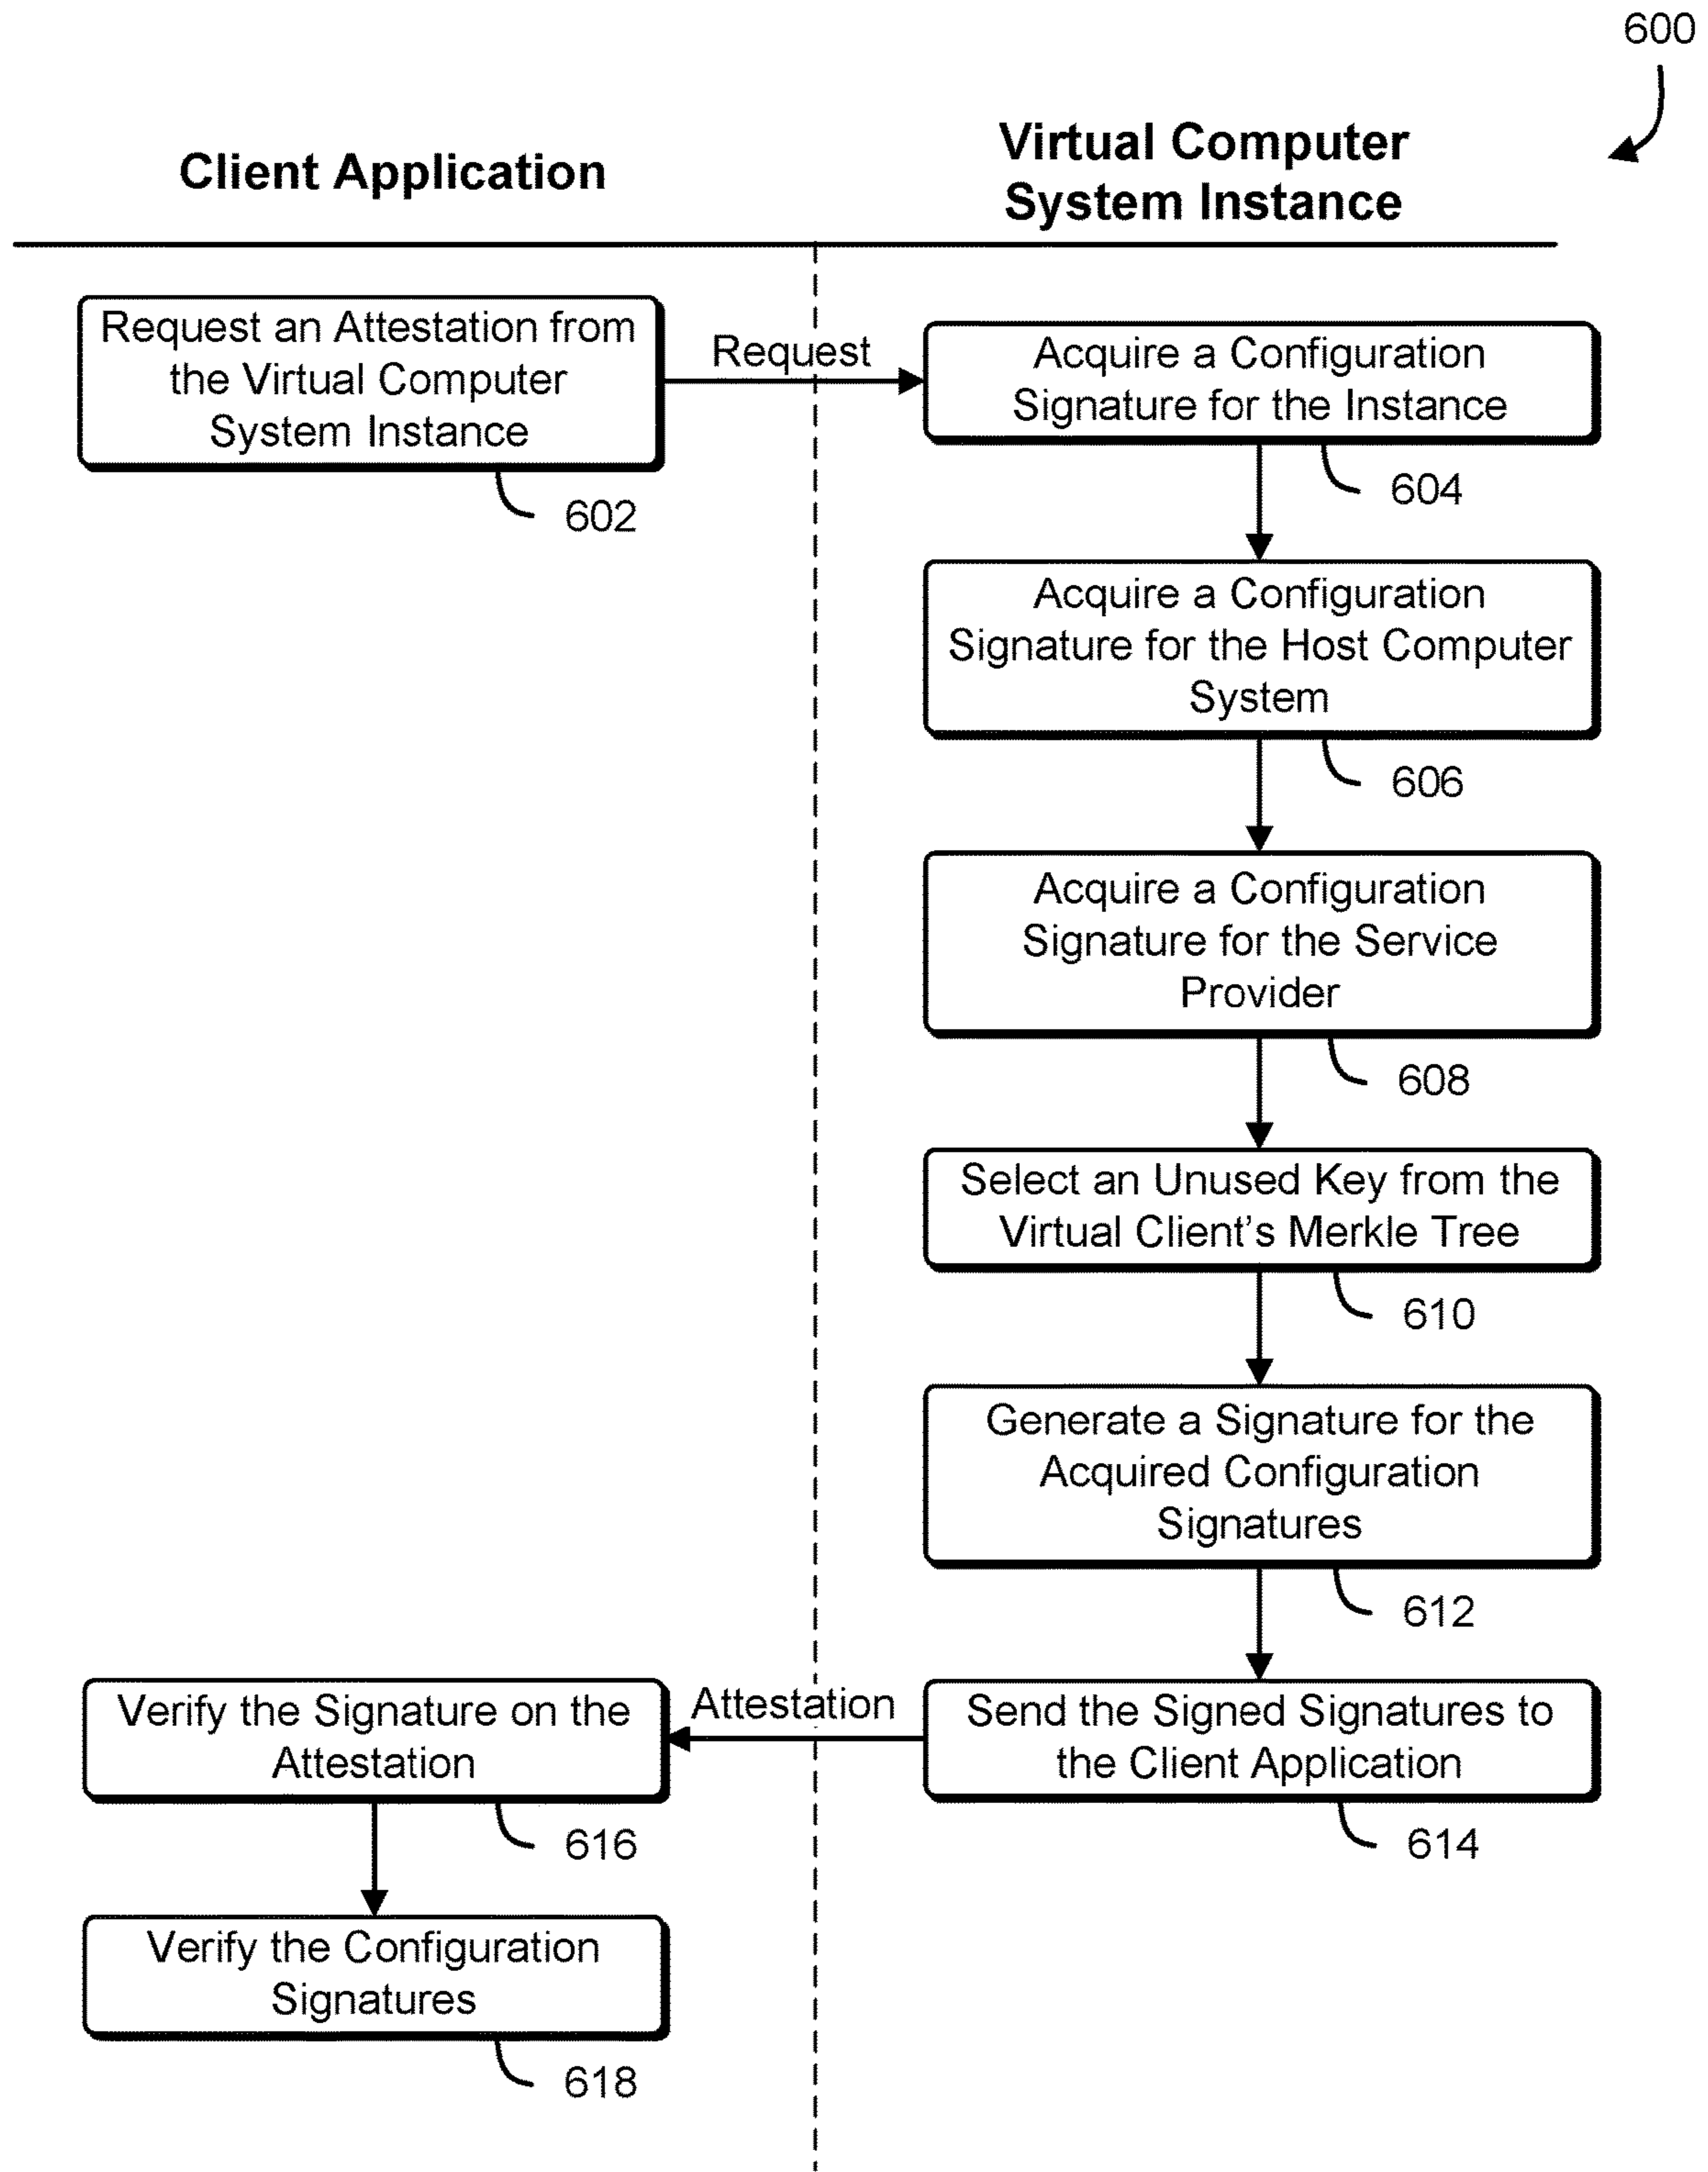 600
Client Application
Virtual Computer
System Instance
Request an Attestation from
the Virtual Computer
System Instance
602
Request
Acquire a Configuration
Signature for the Instance
604
Acquire a Configuration
Signature for the Host Computer
System
606
Acquire a Configuration
Signature for the Service
Provider
608
Select an Unused Key from the
Virtual Client's Merkle Tree
610
Generate a Signature for the
Acquired Configuration
Signatures
612
Send the Signed Signatures to
the Client Application
614
Attestation
Verify the Signature on the
Attestation
616
Verify the Configuration
Signatures
618